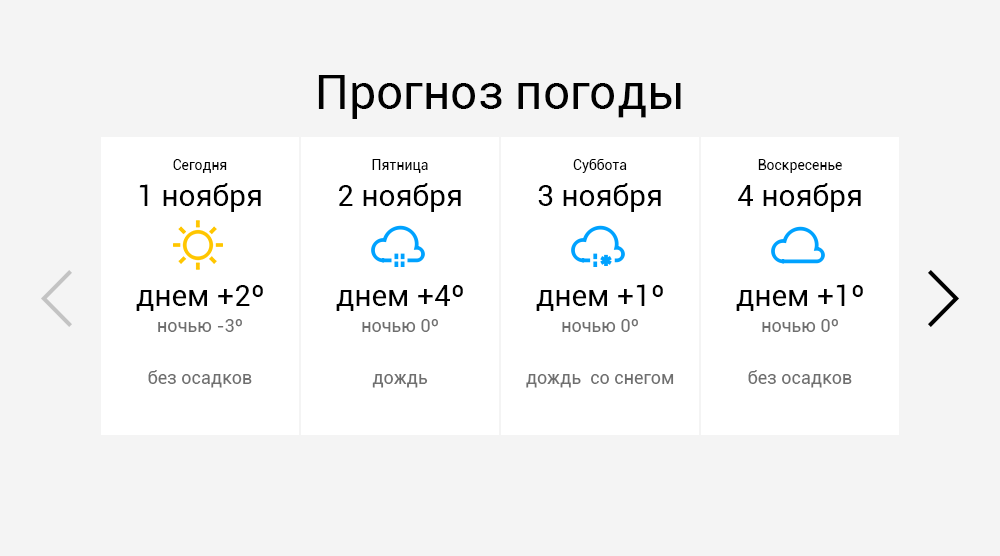 Прогноз погоды
Сегодня
1 ноября
днем +2º
ночью -3º
без осадков
Пятница
2 ноября
днем +4º
ночью 0º
дождь
Суббота
3 ноября
днем +1º
ночью 0º
дождь со снегом
Воскресенье
4 ноября
днем +1º
ночью 0º
без осадков